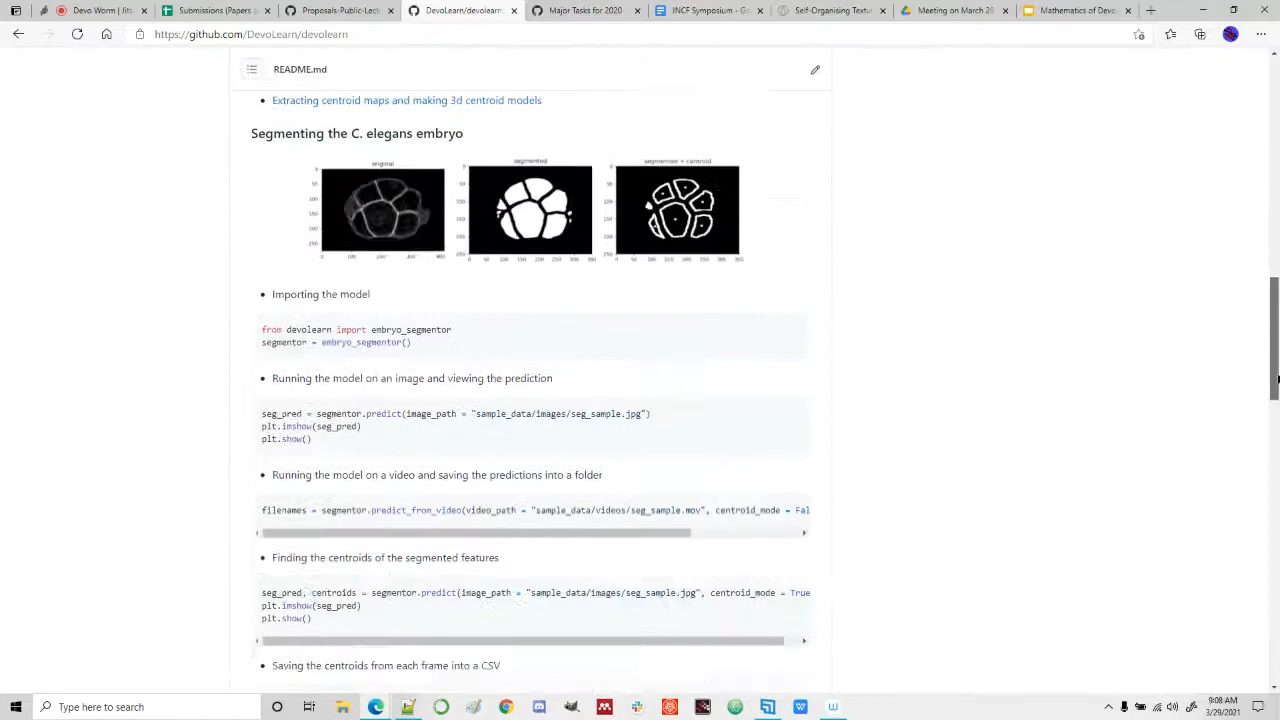 DevoWorm | Jitsi
Submissions (Pages
Proposals-Public-Lect
DevoLearn/devolearn
Major Tasks for 2020
INCF Symposium - G
Self-Organising Textu
Meeting on March 29
Mathematics of Deve
https://github.com/DevoLearn/devolearn
README.md
Extracting centroid maps and making 3d centroid models
Segmenting the C. elegans embryo
original
segmented
segmented + centroid
Importing the model
from devolearn import embryo_segmentor
segmentor = embryo_segmentor()
Running the model on an image and viewing the prediction
seg_pred = segmentor.predict(image_path = "sample_data/images/seg_sample.jpg")
plt.imshow(seg_pred)
plt.show()
Running the model on a video and saving the predictions into a folder
filenames = segmentor.predict_from_video(video_path = "sample_data/videos/seg_sample.mov", centroid_mode = Fal
Finding the centroids of the segmented features
seg_pred, centroids = segmentor.predict(image_path = "sample_data/images/seg_sample.jpg", centroid_mode = True
plt.imshow(seg_pred)
plt.show()
Saving the centroids from each frame into a CSV
Type here to search
9:08 AM
3/29/2021